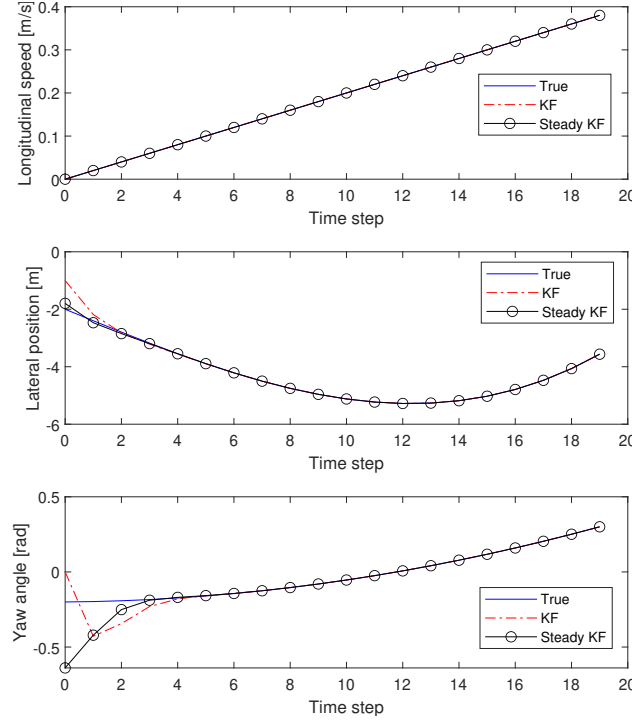 Longitudinal speed [m/s]
0.4
0.3
0.2
0.1
0
True
KF
Steady KF
0 2 4 6 8 10 12 14 16 18 20
Time step
Lateral position [m]
0
-2
-4
-6
True
KF
Steady KF
0 2 4 6 8 10 12 14 16 18 20
Time step
Yaw angle [rad]
0.5
0
-0.5
True
KF
Steady KF
0 2 4 6 8 10 12 14 16 18 20
Time step